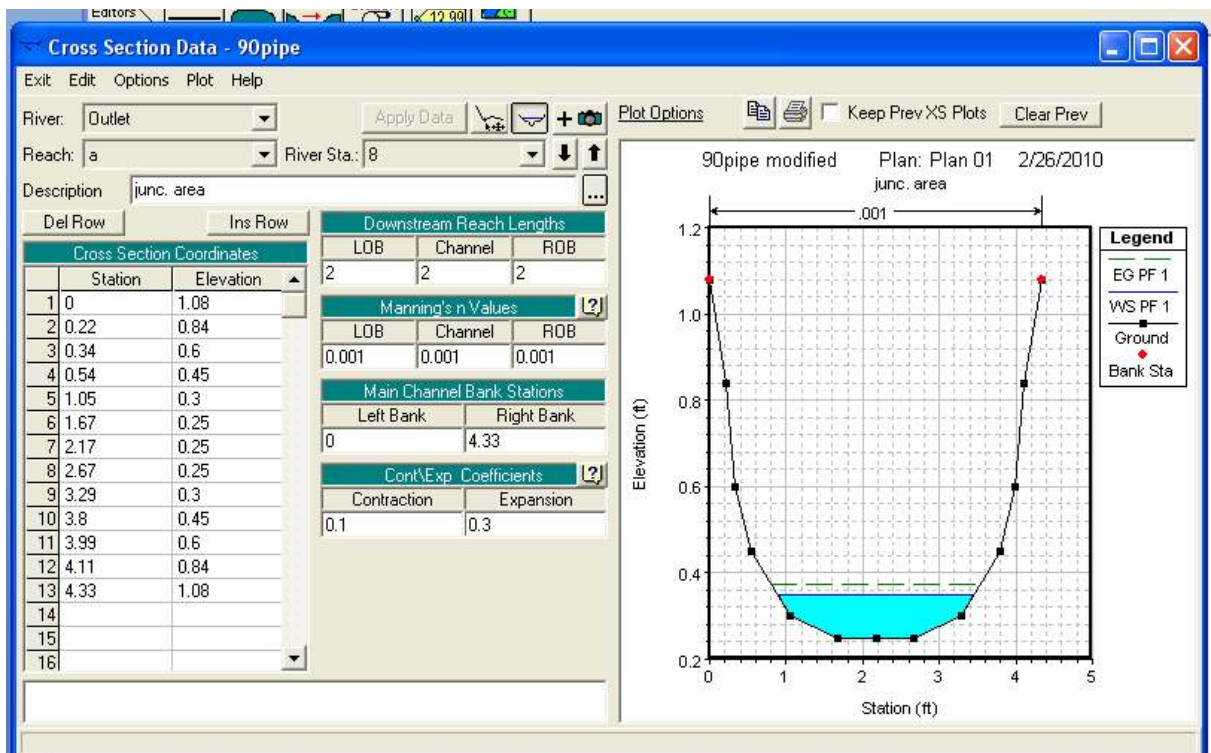 Editors
12.99
Cross Section Data - 90pipe
Exit Edit Options Plot Help
River: Outlet
Apply Data
Plot Options
Keep Prev XS Plots
Clear Prev
Reach: a
River Sta.: 8
Description junc. area
...
Del Row
Ins Row
Cross Section Coordinates
Station Elevation
1 0 1.08
2 0.22 0.84
3 0.34 0.6
4 0.54 0.45
5 1.05 0.3
6 1.67 0.25
7 2.17 0.25
8 2.67 0.25
9 3.29 0.3
10 3.8 0.45
11 3.99 0.6
12 4.11 0.84
13 4.33 1.08
14
15
16
Downstream Reach Lengths
LOB Channel ROB
2 2 2
Manning's n Values
LOB Channel ROB
0.001 0.001 0.001
Main Channel Bank Stations
Left Bank Right Bank
0 4.33
Cont\Exp Coefficients
Contraction Expansion
0.1 0.3
90pipe modified Plan: Plan 01 2/26/2010
junc. area
.001
1.2
1.0
0.8
0.6
0.4
0.2
Elevation (ft)
0 1 2 3 4 5
Station (ft)
Legend
EG PF 1
WS PF 1
Ground
Bank Sta